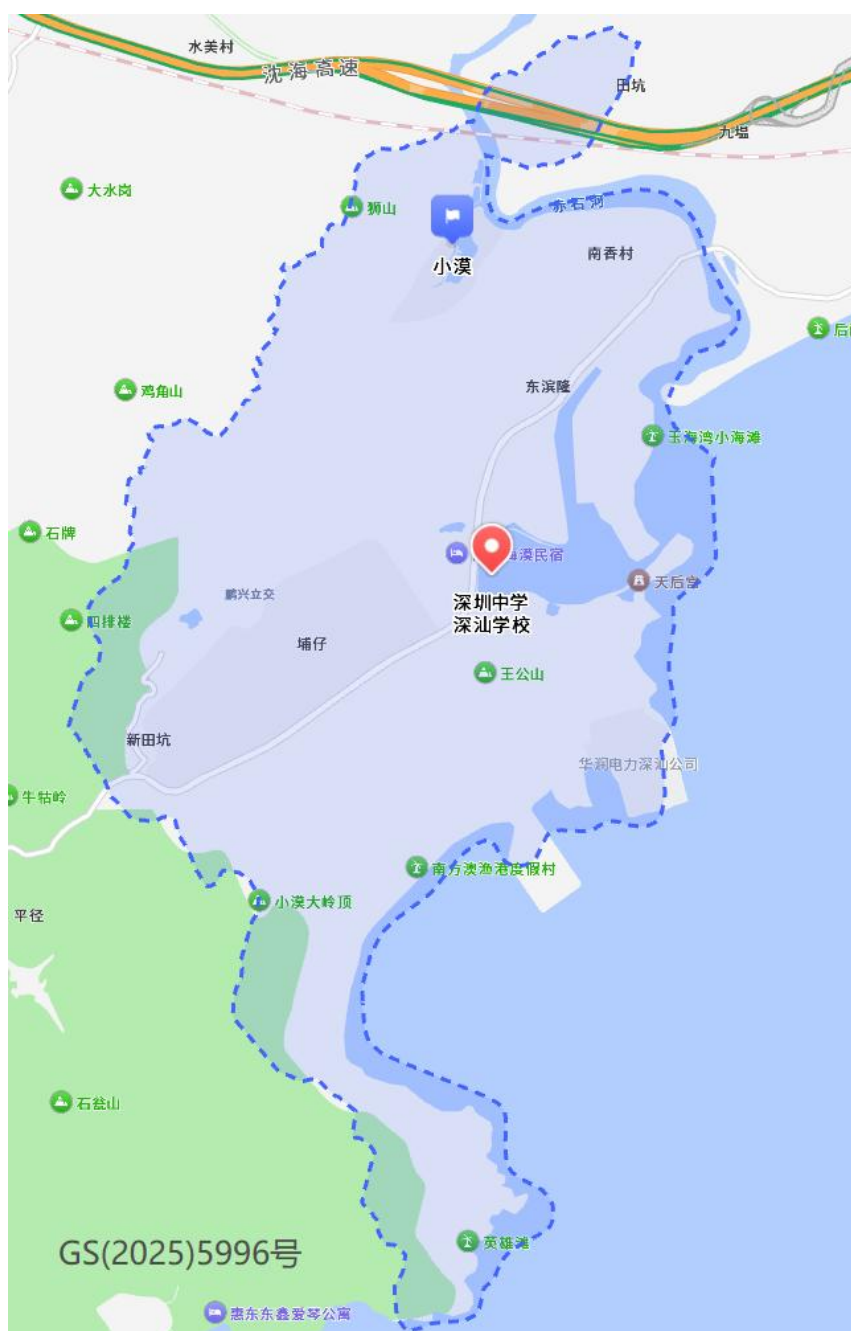 水美村
沈海高速
田坑
九塭
大水岗
狮山
赤石河
小漠
南香村
后
鸡角山
东滨隆
玉海湾小海滩
石牌
海漠民宿
天后宫
鹏兴立交
深圳中学
深汕学校
四排楼
埔仔
王公山
新田坑
华润电力深汕公司
牛牯岭
南方澳渔港度假村
小漠大岭顶
平径
石盆山
GS(2025)5996号
英雄滩
惠东东鑫爱琴公寓